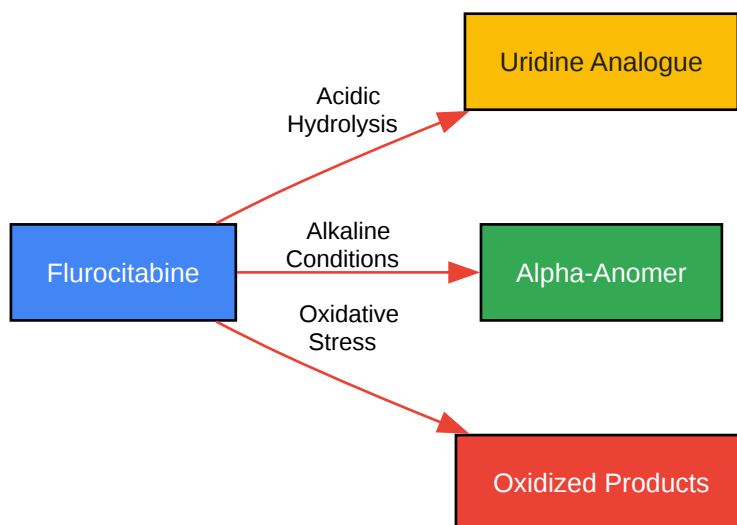 Uridine Analogue
Acidic
Hydrolysis
Flurocitabine
Alkaline
Conditions
Alpha-Anomer
Oxidative
Stress
Oxidized Products